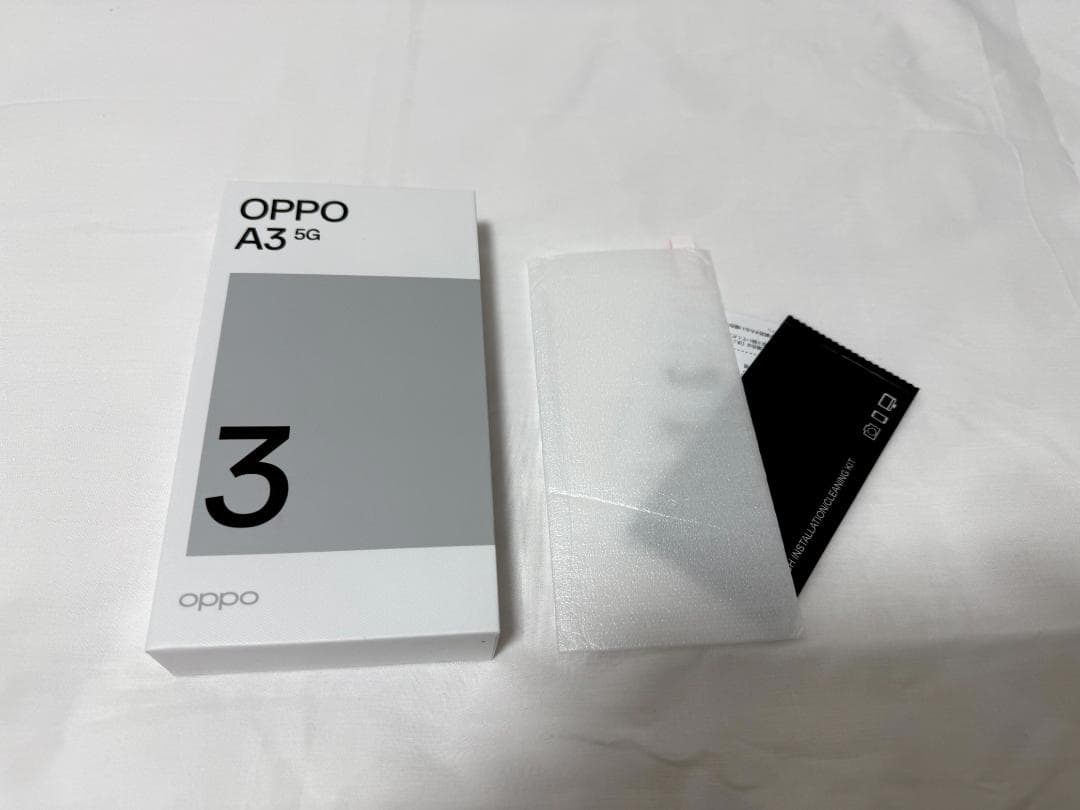 OPPO
A3 5G
3
oppo
INSTALLATION/CLEANING KIT